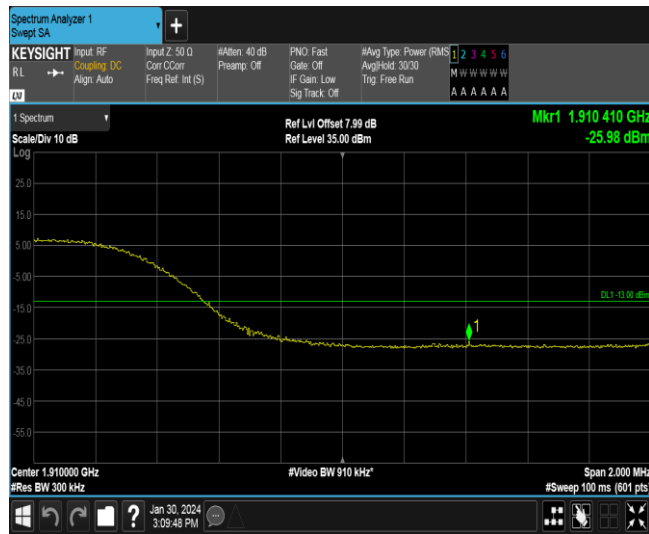 Spectrum Analyzer 1
Swept SA
+
KEYSIGHT
RL
LXI
Input: RF
Coupling: DC
Align: Auto
Input Z: 50 Ω
Corr CCorr
Freq Ref: Int (S)
#Atten: 40 dB
Preamp: Off
PNO: Fast
Gate: Off
IF Gain: Low
Sig Track: Off
#Avg Type: Power (RMS
Avg|Hold: 30/30
Trig: Free Run
1 2 3 4 5 6
M W W W W W
A A A A A A
1 Spectrum
Scale/Div 10 dB
Log
Ref Lvl Offset 7.99 dB
Ref Level 35.00 dBm
Mkr1 1.910 410 GHz
-25.98 dBm
25.0
15.0
5.00
-5.00
DL1 -13.00 dBm
-15.0
1
-25.0
-35.0
-45.0
-55.0
Center 1.910000 GHz
#Video BW 910 kHz*
Span 2.000 MHz
#Res BW 300 kHz
#Sweep 100 ms (601 pts
?
Jan 30, 2024
3:09:48 PM